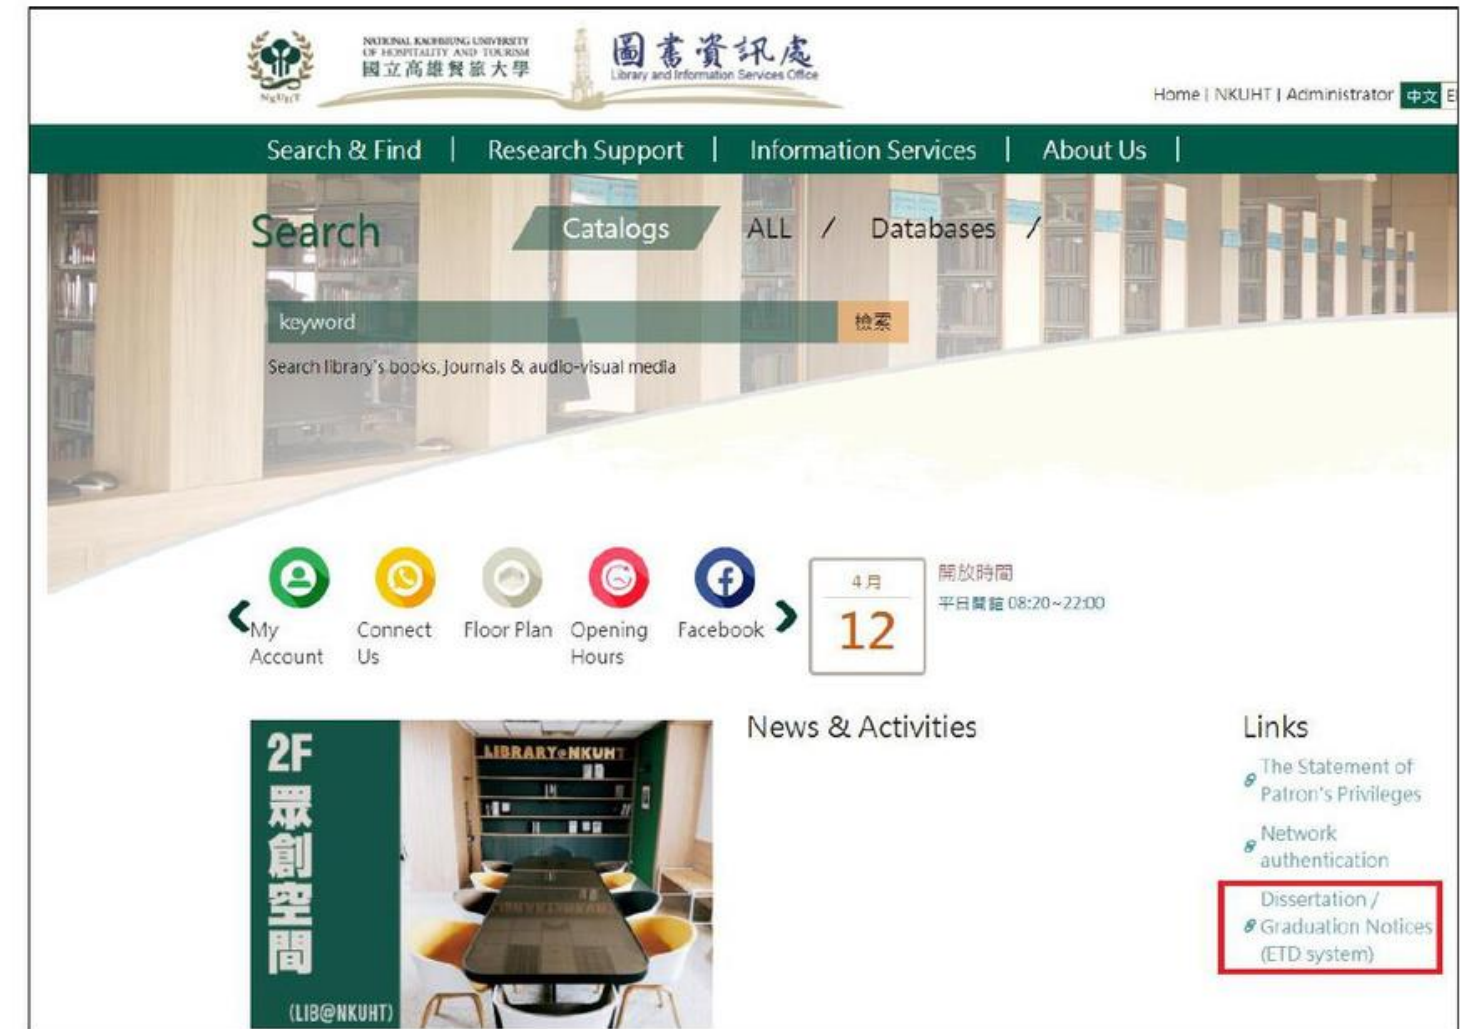 NATIONAL KAOHSIUNG UNIVERSITY
OF HOSPITALITY AND TOURISM
國立高雄餐旅大學
NKUHT
圖書資訊處
Library and Information Services Office
Home | NKUHT | Administrator 中文
Search & Find | Research Support | Information Services | About Us |
Search Catalogs ALL / Databases /
keyword 檢索
Search library's books, journals & audio-visual media
My Account
Connect Us
Floor Plan
Opening Hours
Facebook
4月
12
開放時間
平日開館 08:20~22:00
2F
眾創空間
(LIB@NKUHT)
LIBRARY@NKUHT
News & Activities
Links
The Statement of
Patron's Privileges
Network
authentication
Dissertation /
Graduation Notices
(ETD system)